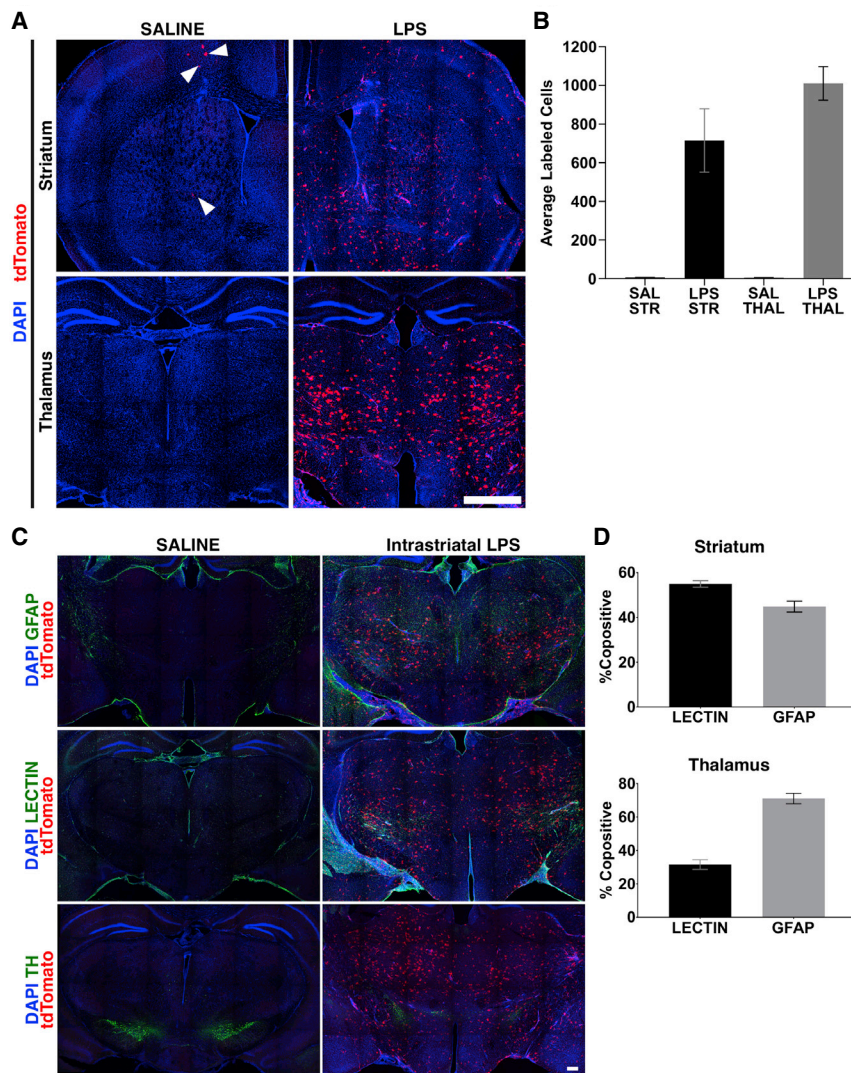 A
SALINE
LPS
DAPI tdTomato
Striatum
Thalamus
B
Average Labeled Cells
1200
1000
800
600
400
200
0
SAL STR
LPS STR
SAL THAL
LPS THAL
C
SALINE
Intrastriatal LPS
DAPI GFAP
tdTomato
DAPI LECTIN
tdTomato
DAPI TH
tdTomato
D
Striatum
%Copositive
60
40
20
0
LECTIN
GFAP
Thalamus
% Copositive
80
60
40
20
0
LECTIN
GFAP